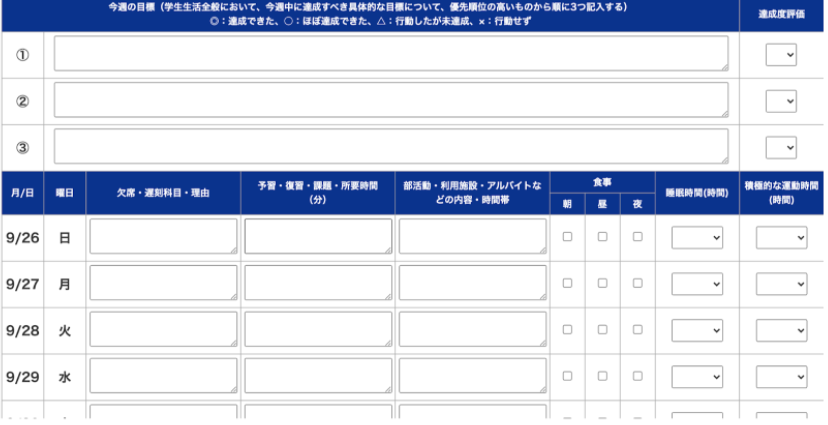 今週の目標（学生生活全般において、今週中に達成すべき具体的な目標について、優先順位の高いものから順に3つ記入する）
◎：達成できた、○：ほぼ達成できた、△：行動したが未達成、×：行動せず
達成度評価
①
②
③
月/日 曜日 欠席・遅刻科目・理由 予習・復習・課題・所要時間
(分) 部活動・利用施設・アルバイトな
どの内容・時間帯 食事 睡眠時間(時間) 積極的な運動時間
(時間)
朝 昼 夜
9/26 日
9/27 月
9/28 火
9/29 水